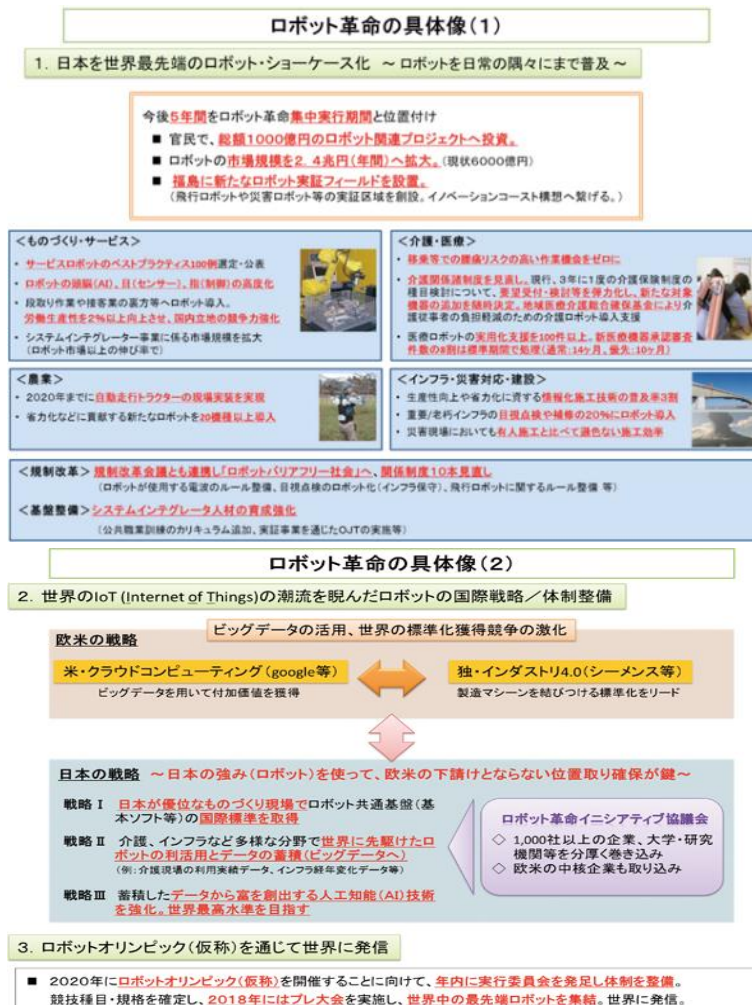 ロボット革命の具体像(1)
1. 日本を世界最先端のロボット・ショーケース化 ～ロボットを日常の隅々にまで普及～
今後5年間をロボット革命集中実行期間と位置付け
■ 官民で、総額1000億円のロボット関連プロジェクトへ投資。
■ ロボットの市場規模を2.4兆円(年間)へ拡大。(現状6000億円)
■ 福島に新たなロボット実証フィールドを設置。
(飛行ロボットや災害ロボット等の実証区域を創設。イノベーションコースト構想へ繋げる。)
＜ものづくり・サービス＞
・ サービスロボットのベストプラクティス100例選定・公表
・ ロボットの頭脳(AI)、目(センサー)、指(制御)の高度化
・ 段取り作業や接客業の裏方等へロボット導入。
労働生産性を2%以上向上させ、国内立地の競争力強化
・ システムインテグレーター事業に係る市場規模を拡大
(ロボット市場以上の伸び率で)
＜介護・医療＞
・ 移乗等での腰痛リスクの高い作業機会をゼロに
・ 介護関係諸制度を見直し。現行、3年に1度の介護保険制度の
種目検討について、要望受付・検討等を弾力化し、新たな対象
機器の追加を随時決定。地域医療介護総合確保基金により介
護従事者の負担軽減のための介護ロボット導入支援
・ 医療ロボットの実用化支援を100件以上。新医療機器承認審査
件数の8割は標準期間で処理(通常:14ヶ月、優先:10ヶ月)
＜農業＞
・ 2020年までに自動走行トラクターの現場実装を実現
・ 省力化などに貢献する新たなロボットを20機種以上導入
＜インフラ・災害対応・建設＞
・ 生産性向上や省力化に資する情報化施工技術の普及率3割
・ 重要/老朽インフラの目視点検や補修の20%にロボット導入
・ 災害現場においても有人施工と比べて遜色ない施工効率
＜規制改革＞ 規制改革会議とも連携し「ロボットバリアフリー社会」へ、関係制度10本見直し
(ロボットが使用する電波のルール整備、目視点検のロボット化(インフラ保守)、飛行ロボットに関するルール整備 等)
＜基盤整備＞ システムインテグレータ人材の育成強化
(公共職業訓練のカリキュラム追加、実証事業を通じたOJTの実施等)
ロボット革命の具体像(2)
2. 世界のIoT (Internet of Things)の潮流を睨んだロボットの国際戦略／体制整備
ビッグデータの活用、世界の標準化獲得競争の激化
欧米の戦略
米・クラウドコンピューティング(google等)
ビッグデータを用いて付加価値を獲得
独・インダストリ4.0(シーメンス等)
製造マシーンを結びつける標準化をリード
日本の戦略 ～日本の強み(ロボット)を使って、欧米の下請けとならない位置取り確保が鍵～
戦略Ⅰ 日本が優位なものづくり現場でロボット共通基盤(基
本ソフト等)の国際標準を取得
戦略Ⅱ 介護、インフラなど多様な分野で世界に先駆けたロ
ボットの利活用とデータの蓄積(ビッグデータへ)
(例:介護現場の利用実績データ、インフラ経年変化データ等)
戦略Ⅲ 蓄積したデータから富を創出する人工知能(AI)技術
を強化。世界最高水準を目指す
ロボット革命イニシアティブ協議会
◇ 1,000社以上の企業、大学・研究
機関等を分厚く巻き込み
◇ 欧米の中核企業も取り込み
3. ロボットオリンピック(仮称)を通じて世界に発信
■ 2020年にロボットオリンピック(仮称)を開催することに向けて、年内に実行委員会を発足し体制を整備。
競技種目・規格を確定し、2018年にはプレ大会を実施し、世界中の最先端ロボットを集結。世界に発信。